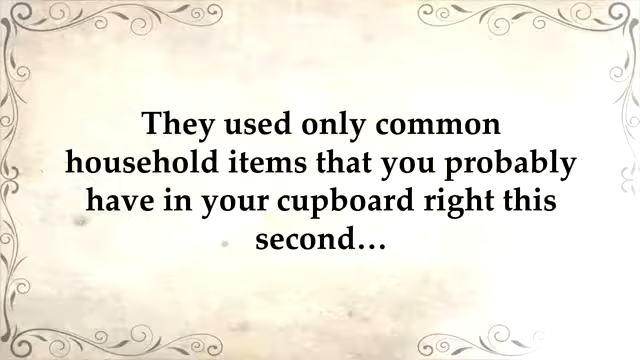 They used only common
household items that you probably
have in your cupboard right this
second…